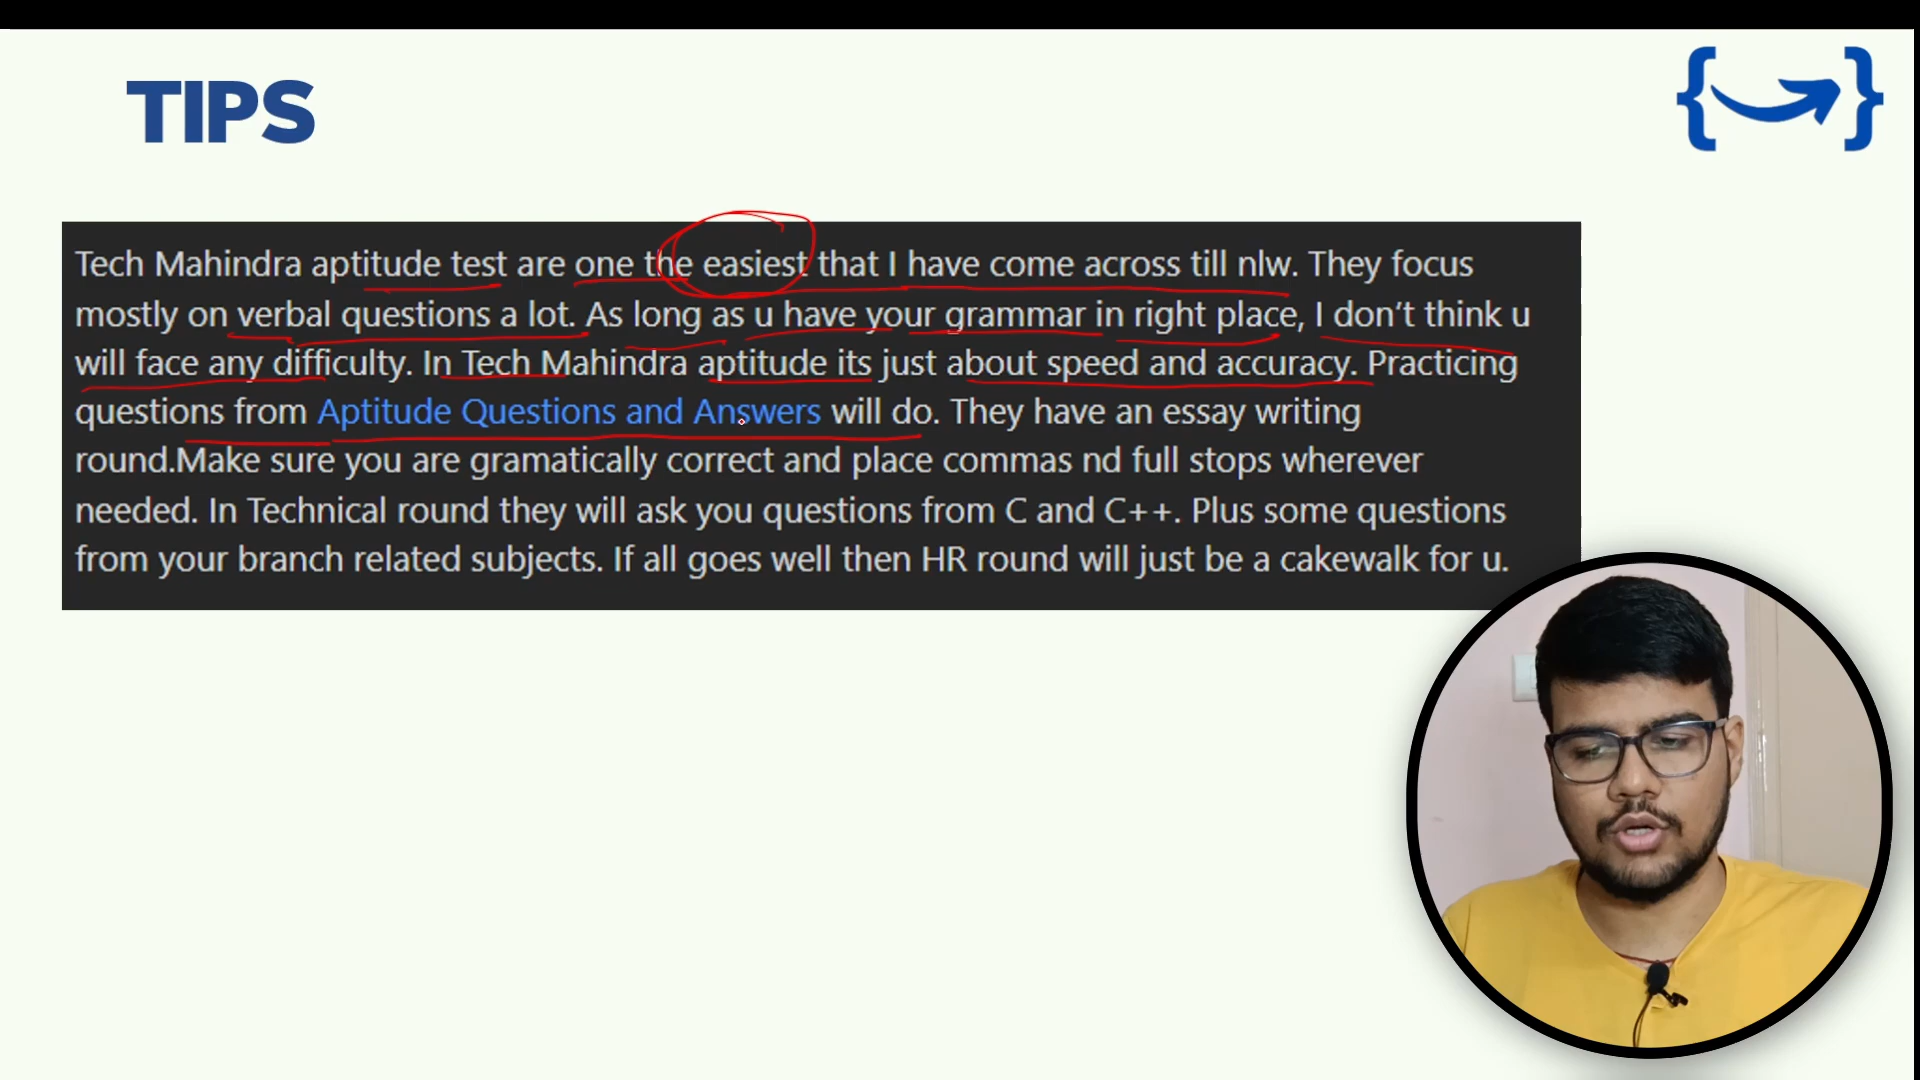 TIPS
Tech Mahindra aptitude test are one the easiest that I have come across till nlw. They focus
mostly on verbal questions a lot. As long as u have your grammar in right place, I don’t think u
will face any difficulty. In Tech Mahindra aptitude its just about speed and accuracy. Practicing
questions from Aptitude Questions and Answers will do. They have an essay writing
round.Make sure you are gramatically correct and place commas nd full stops wherever
needed. In Technical round they will ask you questions from C and C++. Plus some questions
from your branch related subjects. If all goes well then HR round will just be a cakewalk for u.